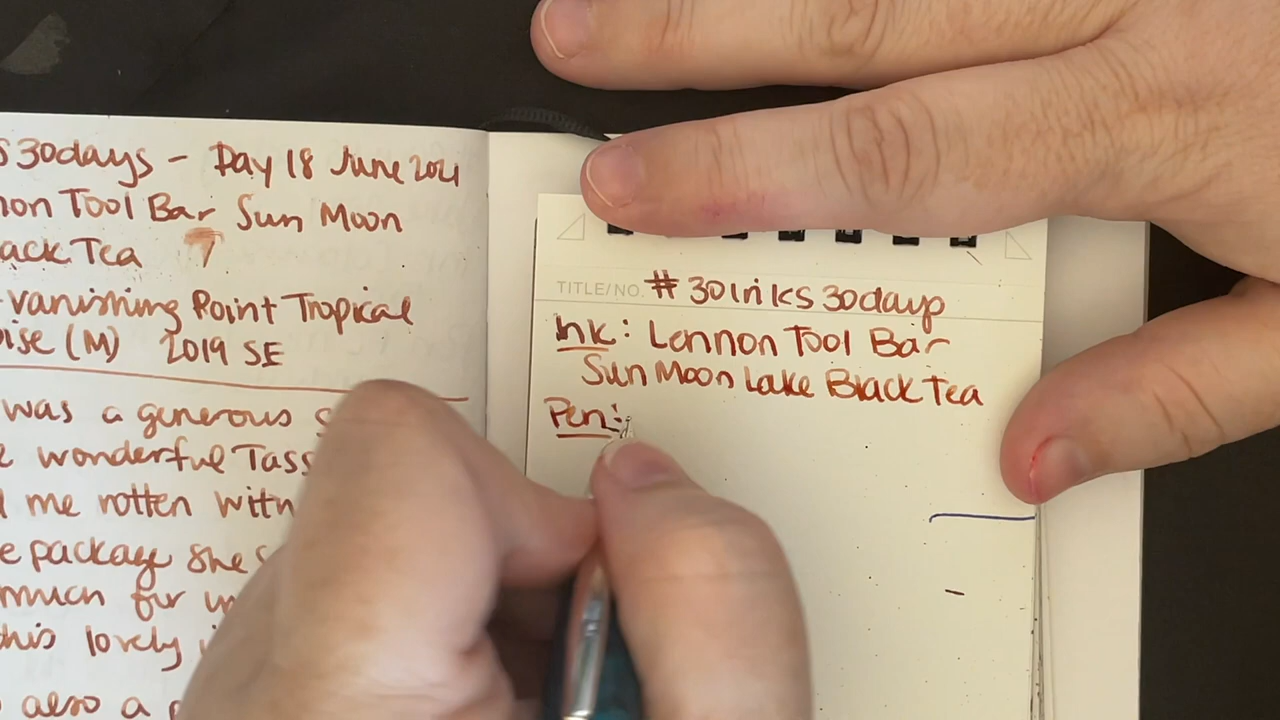 30days - Day 18 June 2021
Tool Bar Sun Moon
ack Tea
vanishing Point Tropical
oise (M) 2019 SE
was a generous
wonderful Tass
me rotten with
package she
much for
this lovely
also a
TITLE/NO. #30inks30days
Ink: Lennon Tool Bar
Sun Moon Lake Black Tea
Pen: